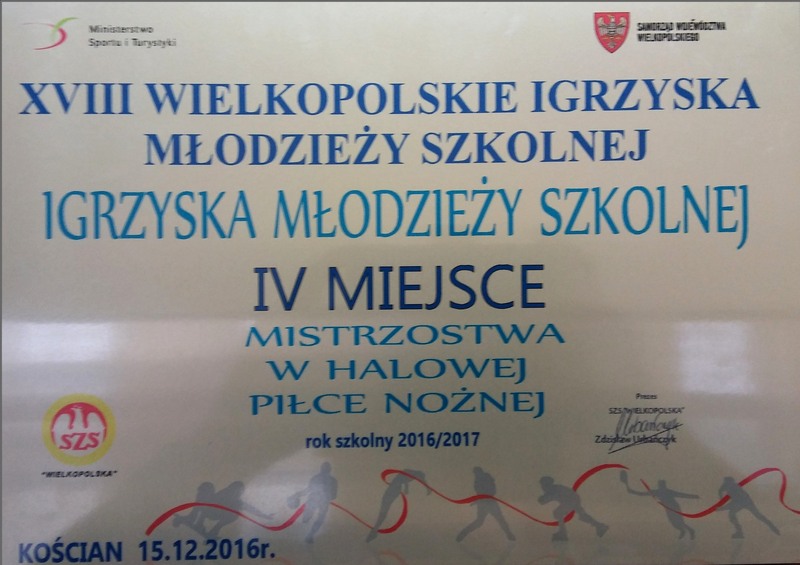 Ministerstwo
Sportu i Turystyki
SAMORZĄD WOJEWÓDZTWA
WIELKOPOLSKIEGO
XVIII WIELKOPOLSKIE IGRZYSKA
MŁODZIEŻY SZKOLNEJ
IGRZYSKA MŁODZIEŻY SZKOLNEJ
IV MIEJSCE
MISTRZOSTWA
W HALOWEJ
PIŁCE NOŻNEJ
rok szkolny 2016/2017
SZS
"WIELKOPOLSKA"
Prezes
SZS "WIELKOPOLSKA"
Zdzisław Urbańczyk
KOŚCIAN 15.12.2016r.